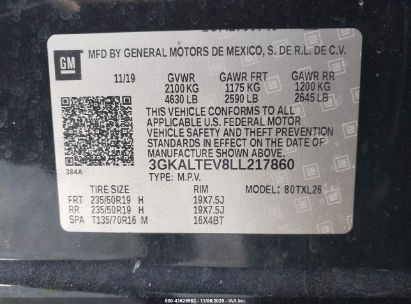 GM
MFD BY GENERAL MOTORS DE MEXICO, S. DE R.L. DE C.V.
11/19 GVWR GAWR FRT GAWR RR
2100 KG 1175 KG 1200 KG
4630 LB 2590 LB 2645 LB
THIS VEHICLE CONFORMS TO ALL
APPLICABLE U.S. FEDERAL MOTOR
VEHICLE SAFETY, BUMPER, AND THEFT
PREVENTION STANDARDS IN EFFECT ON THE
DATE OF MANUFACTURE SHOWN ABOVE.
3GKALTEV8LL217860
384A TYPE: M.P.V.
TIRE SIZE RIM MODEL: 80TXL26
FRT 235/50R19 H 19X7.5J
RR 235/50R19 H 19X7.5J
SPA T135/70R16 M 16X4BT